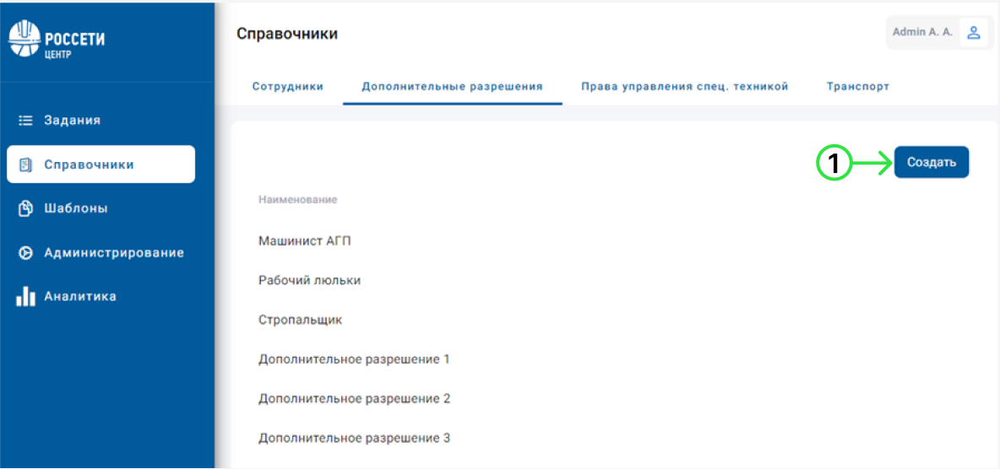 РОССЕТИ
ЦЕНТР
Справочники
Admin A. A.
Сотрудники
Дополнительные разрешения
Права управления спец. техникой
Транспорт
Задания
Справочники
Шаблоны
Администрирование
Аналитика
1
Создать
Наименование
Машинист АГП
Рабочий люльки
Стропальщик
Дополнительное разрешение 1
Дополнительное разрешение 2
Дополнительное разрешение 3